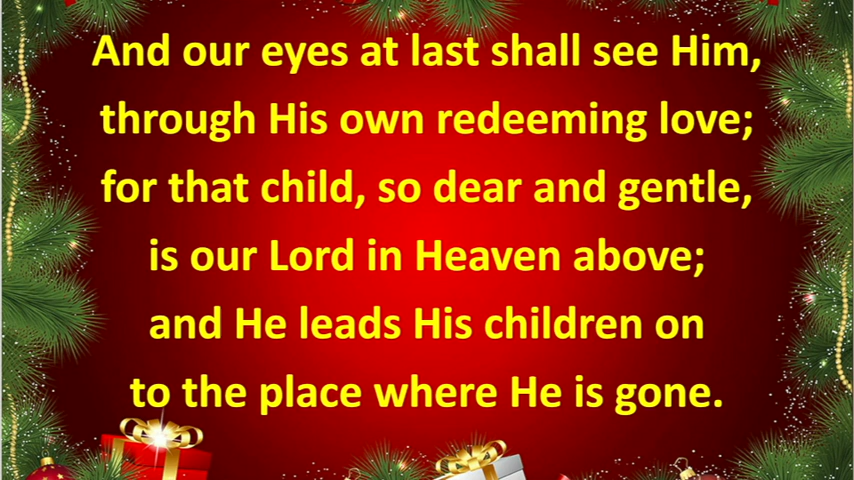 And our eyes at last shall see Him,
through His own redeeming love;
for that child, so dear and gentle,
is our Lord in Heaven above;
and He leads His children on
to the place where He is gone.